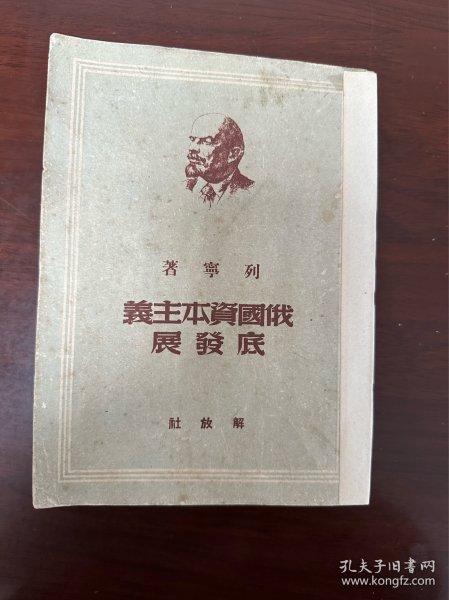 列寧著
俄國資本主義
底發展
解放社
孔夫子旧书网
www.kongfz.com